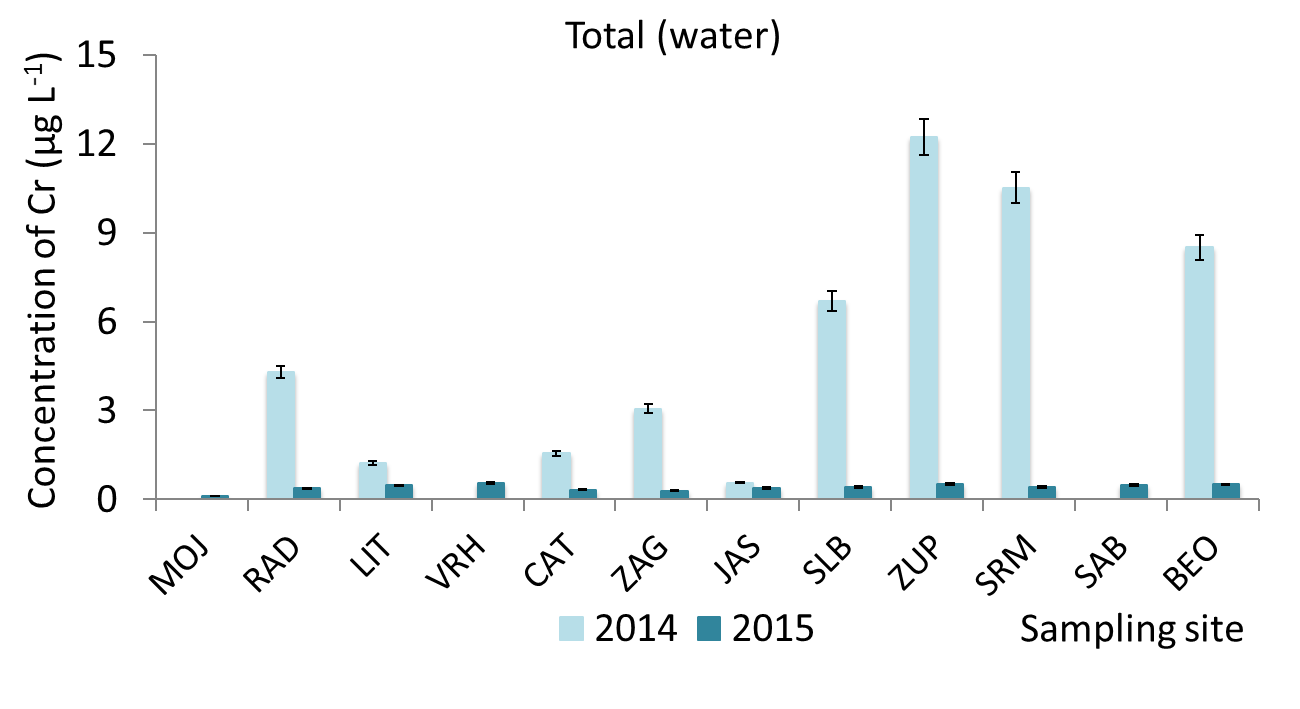 Total (water)
Concentration of Cr (µg L⁻¹)
15
12
9
6
3
0
MOJ
RAD
LIT
VRH
CAT
ZAG
JAS
SLB
ZUP
SRM
SAB
BEO
2014 2015
Sampling site